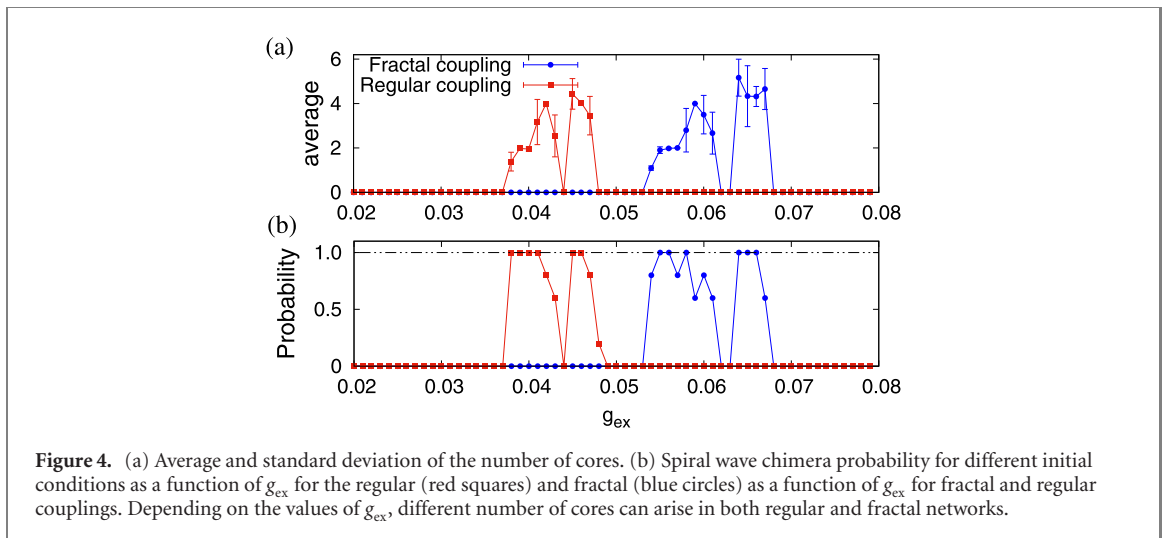 (a)
Fractal coupling
Regular coupling
average
6
4
2
0
0.02 0.03 0.04 0.05 0.06 0.07 0.08
(b)
Probability
1.0
0.5
0
0.02 0.03 0.04 0.05 0.06 0.07 0.08
g_ex
Figure 4. (a) Average and standard deviation of the number of cores. (b) Spiral wave chimera probability for different initial
conditions as a function of g_ex for the regular (red squares) and fractal (blue circles) as a function of g_ex for fractal and regular
couplings. Depending on the values of g_ex, different number of cores can arise in both regular and fractal networks.